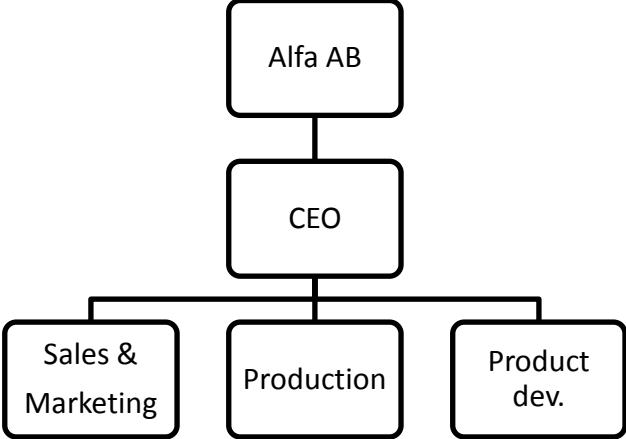 Alfa AB
CEO
Sales &
Marketing
Production
Product
dev.